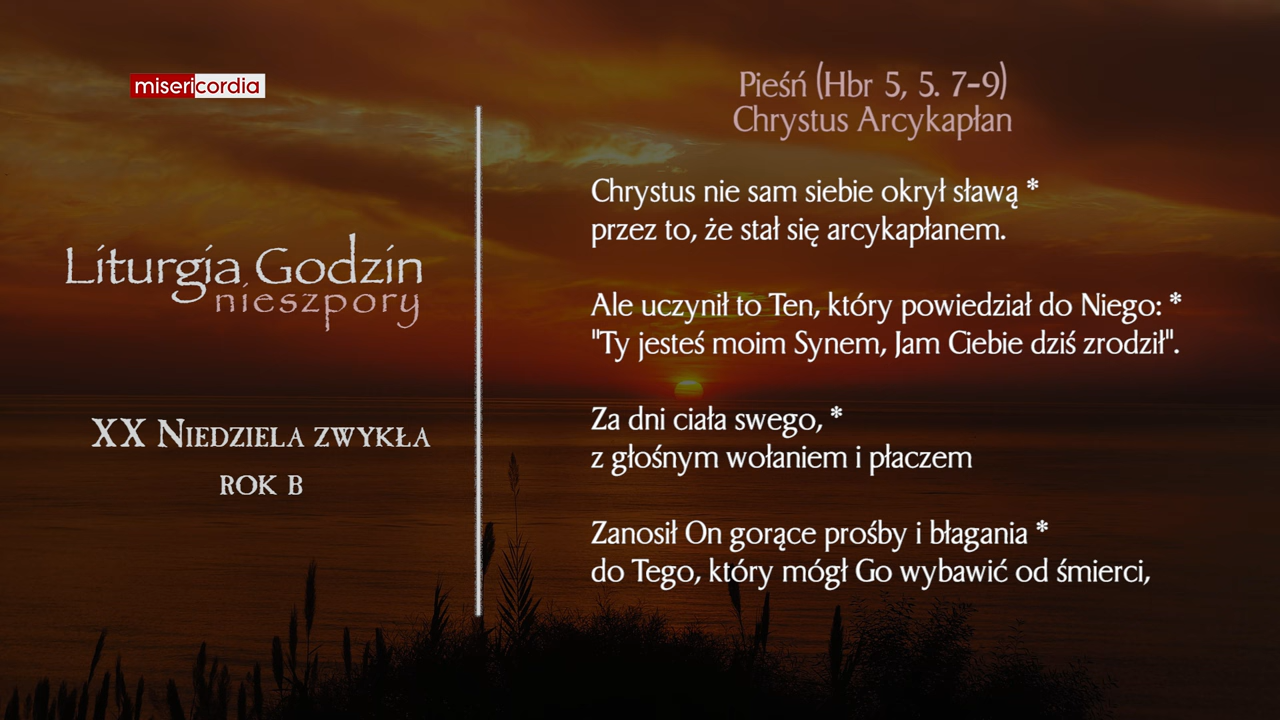 misericordia
Liturgia Godzin
nieszpory
XX Niedziela zwykła
rok B
Pieśń (Hbr 5, 5. 7-9)
Chrystus Arcykapłan
Chrystus nie sam siebie okrył sławą *
przez to, że stał się arcykapłanem.
Ale uczynił to Ten, który powiedział do Niego: *
"Ty jesteś moim Synem, Jam Ciebie dziś zrodził".
Za dni ciała swego, *
z głośnym wołaniem i płaczem
Zanosił On gorące prośby i błagania *
do Tego, który mógł Go wybawić od śmierci,